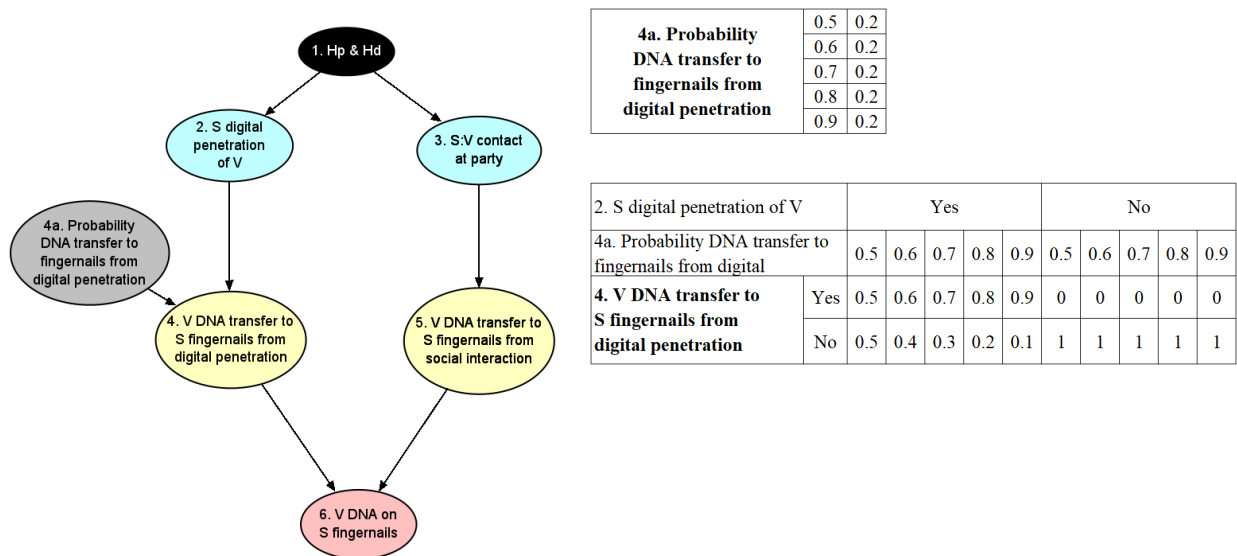 1. Hp & Hd
2. S digital
penetration
of V
3. S:V contact
at party
4a. Probability
DNA transfer to
fingernails from
digital penetration
4. V DNA transfer to
S fingernails from
digital penetration
5. V DNA transfer to
S fingernails from
social interaction
6. V DNA on
S fingernails
4a. Probability
DNA transfer to
fingernails from
digital penetration
0.5 0.2
0.6 0.2
0.7 0.2
0.8 0.2
0.9 0.2
2. S digital penetration of V Yes No
4a. Probability DNA transfer to
fingernails from digital
0.5 0.6 0.7 0.8 0.9 0.5 0.6 0.7 0.8 0.9
4. V DNA transfer to
S fingernails from
digital penetration
Yes 0.5 0.6 0.7 0.8 0.9 0 0 0 0 0
No 0.5 0.4 0.3 0.2 0.1 1 1 1 1 1